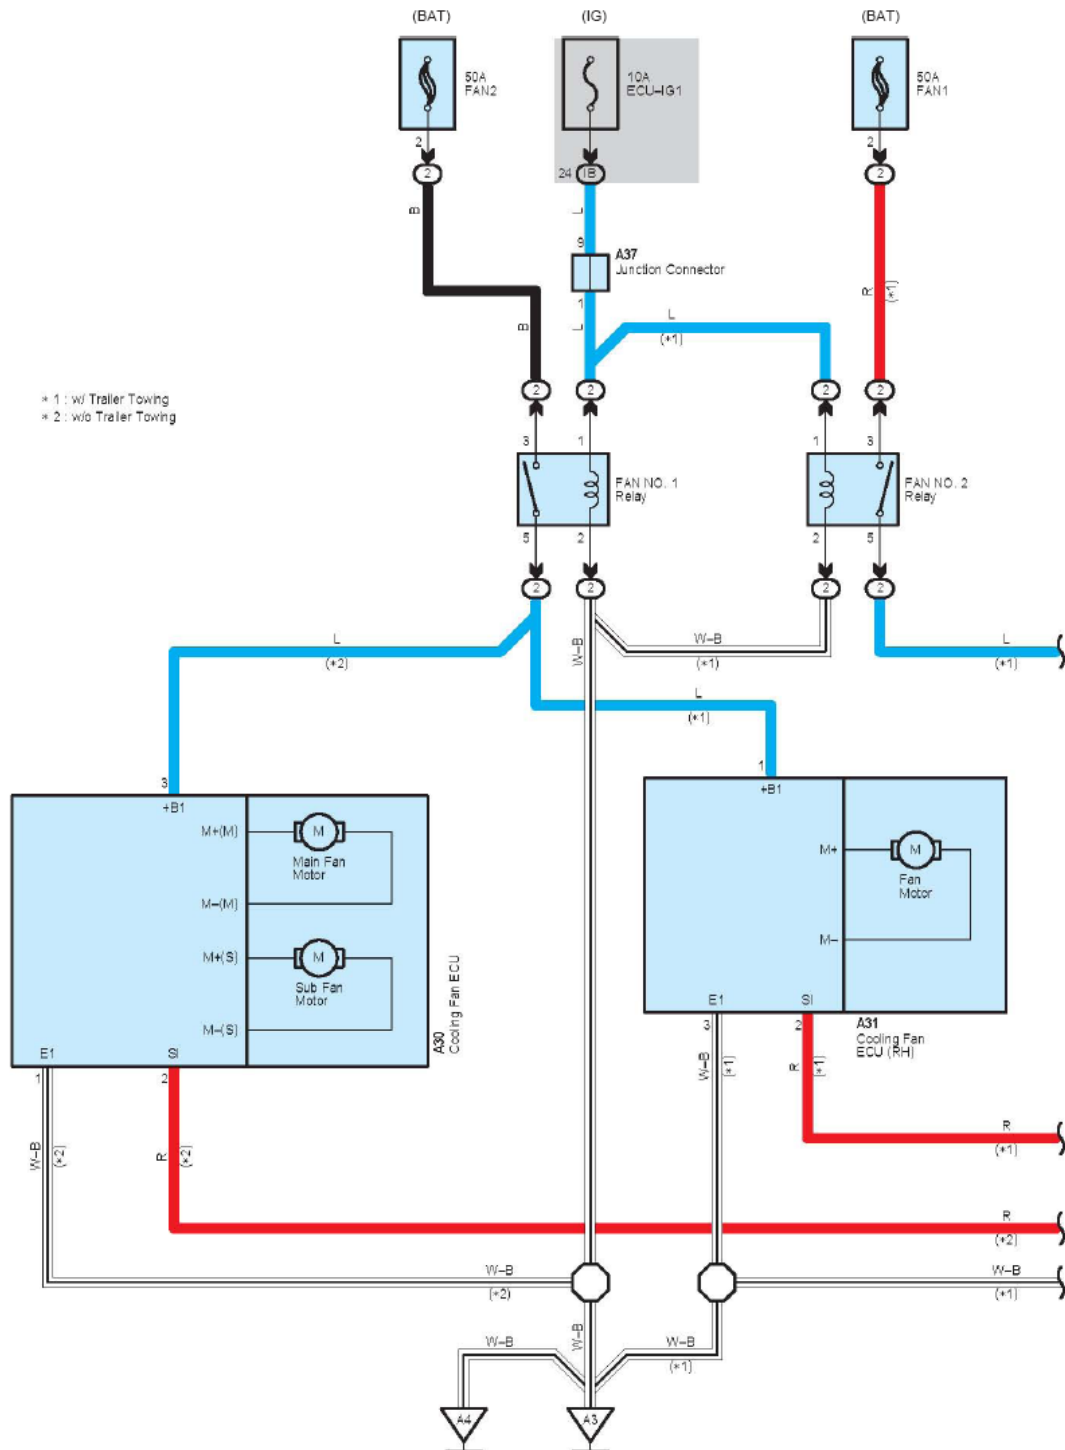 (BAT)
(IG)
(BAT)
50A
FAN2
10A
ECU-IG1
50A
FAN1
2
2
2
24 IB
2
B
L
9
A37
Junction Connector
R
(*1)
1
L
L
(*1)
B
* 1 : w/ Trailer Towing
* 2 : w/o Trailer Towing
2
2
2
2
3
1
1
3
FAN NO. 1
Relay
FAN NO. 2
Relay
5
2
2
5
2
2
2
2
L
(*2)
W-B
W-B
(*1)
L
(*1)
L
(*1)
3
+B1
1
+B1
M+(M)
M
Main Fan
Motor
M-(M)
M+(S)
M
Sub Fan
Motor
M-(S)
E1
SI
A30
Cooling Fan ECU
M+
M
Fan
Motor
M-
E1
SI
3
2
A31
Cooling Fan
ECU (RH)
1
2
W-B
(*1)
R
(*1)
W-B
(*2)
R
(*2)
R
(*1)
R
(*2)
W-B
(*2)
W-B
(*1)
W-B
W-B
W-B
(*1)
A4
A3